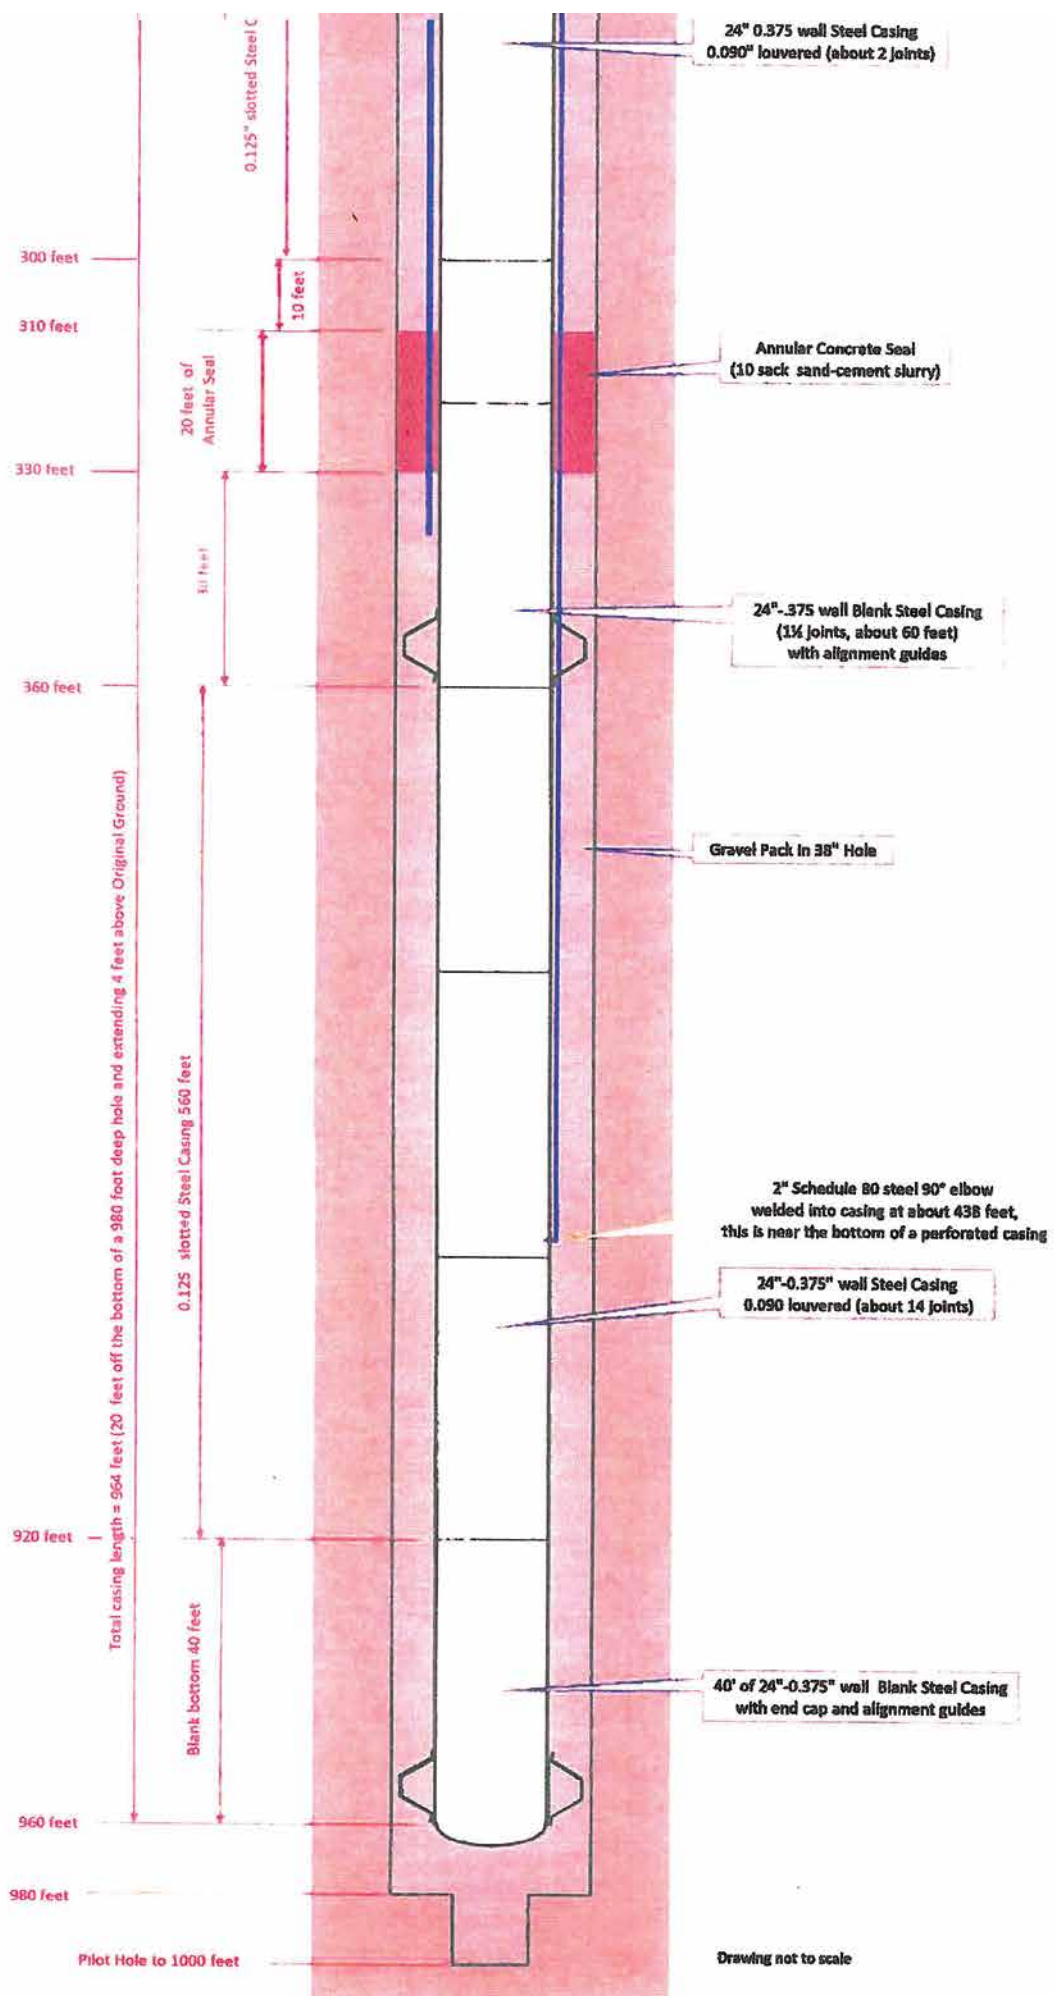 24" 0.375 wall Steel Casing
0.090" louvered (about 2 joints)
0.125" slotted Steel C
300 feet
10 feet
310 feet
Annular Concrete Seal
(10 sack sand-cement slurry)
20 feet of
Annular Seal
330 feet
30 feet
24"-.375 wall Blank Steel Casing
(1½ joints, about 60 feet)
with alignment guides
360 feet
Gravel Pack In 38" Hole
Total casing length = 964 feet (20 feet off the bottom of a 980 foot deep hole and extending 4 feet above Original Ground)
0.125 slotted Steel Casing 560 feet
2" Schedule 80 steel 90° elbow
welded into casing at about 438 feet,
this is near the bottom of a perforated casing
24"-0.375" wall Steel Casing
0.090 louvered (about 14 joints)
920 feet
Blank bottom 40 feet
40' of 24"-0.375" wall Blank Steel Casing
with end cap and alignment guides
960 feet
980 feet
Pilot Hole to 1000 feet
Drawing not to scale